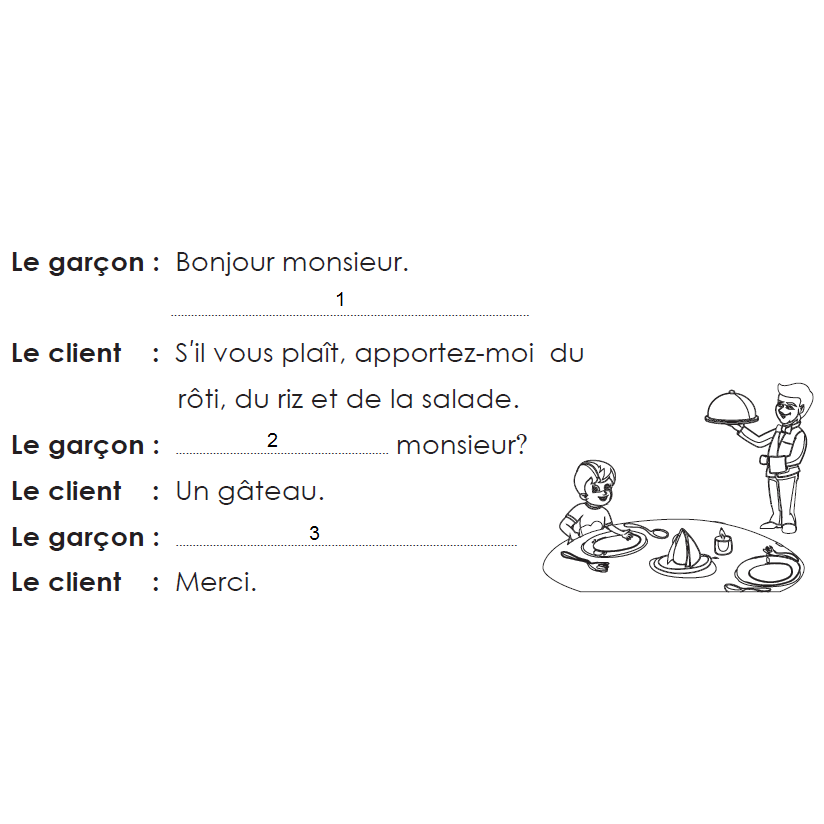 Le garçon : Bonjour monsieur.
1
Le client : S'il vous plaît, apportez-moi du
rôti, du riz et de la salade.
Le garçon : 2 monsieur?
Le client : Un gâteau.
Le garçon : 3
Le client : Merci.